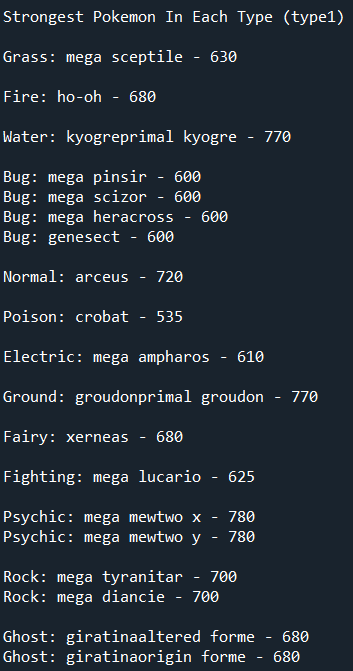 Strongest Pokemon In Each Type (type1)
Grass: mega sceptile - 630
Fire: ho-oh - 680
Water: kyogreprimal kyogre - 770
Bug: mega pinsir - 600
Bug: mega scizor - 600
Bug: mega heracross - 600
Bug: genesect - 600
Normal: arceus - 720
Poison: crobat - 535
Electric: mega ampharos - 610
Ground: groudonprimal groudon - 770
Fairy: xerneas - 680
Fighting: mega lucario - 625
Psychic: mega mewtwo x - 780
Psychic: mega mewtwo y - 780
Rock: mega tyranitar - 700
Rock: mega diancie - 700
Ghost: giratinaaltered forme - 680
Ghost: giratinaorigin forme - 680